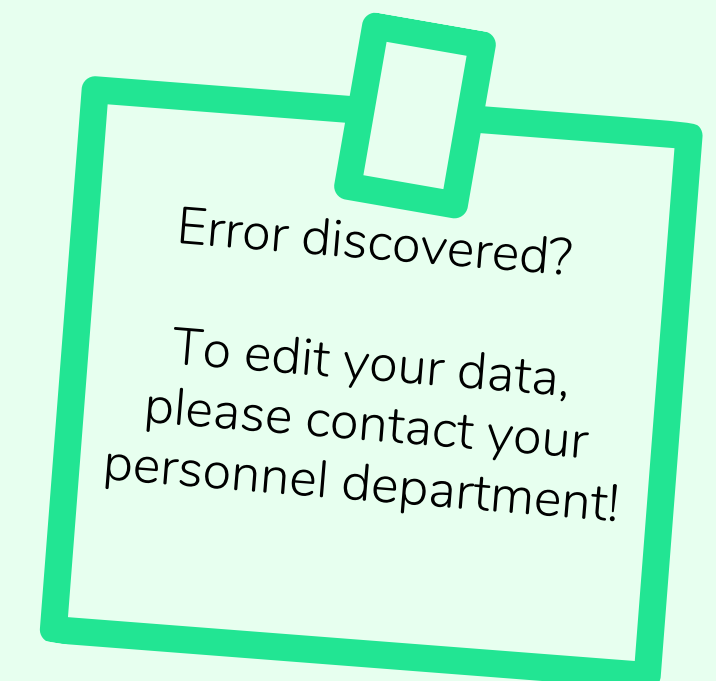 Error discovered?
To edit your data,
please contact your
personnel department!